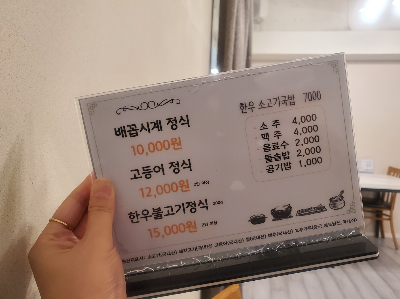 배꼽시계 정식
10,000원
고등어 정식
12,000원
한우불고기정식
15,000원
한우 소고기국밥 7000
소 주 4,000
맥 주 4,000
음료수 2,000
돌솥밥 2,000
공기밥 1,000